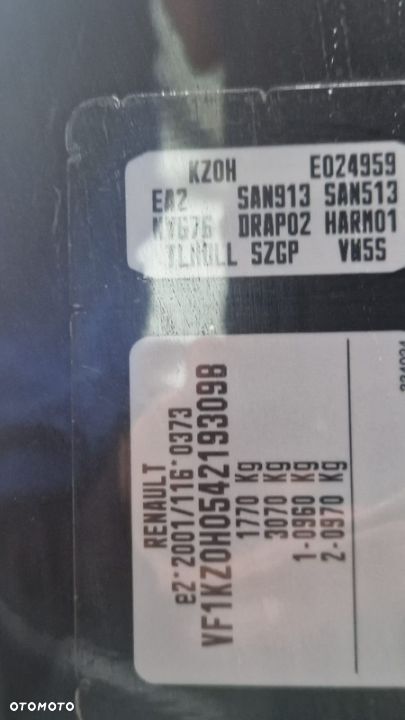 KZ0H E024959
EA2 SAN913 SAN513
DRAP02 HARM01
SZGP VW5S
RENAULT
e2*2001/116*0373
VF1KZ0H0542193098
1770 Kg
3070 Kg
1-0960 Kg
2-0970 Kg
OTOMOTO